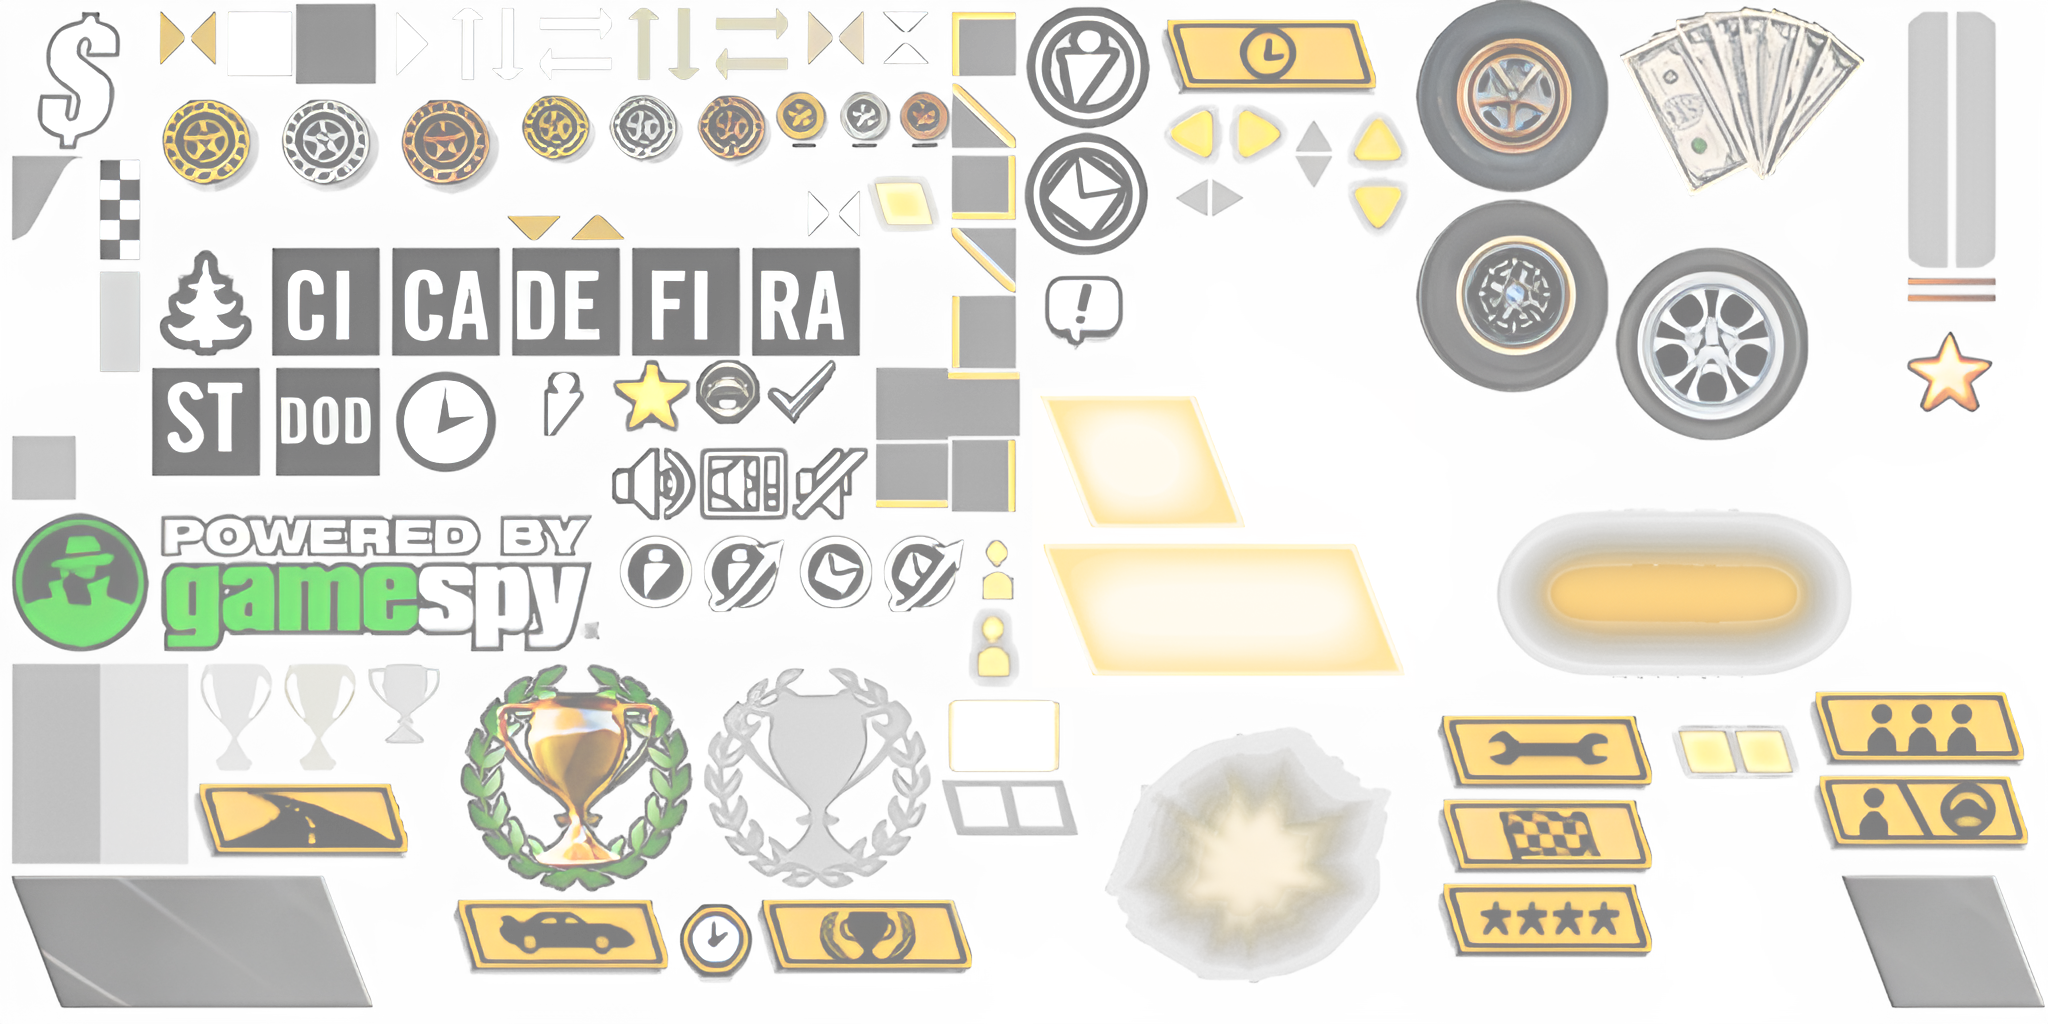 $
CI CA DE FI RA
ST DOD
POWERED BY
gamespy